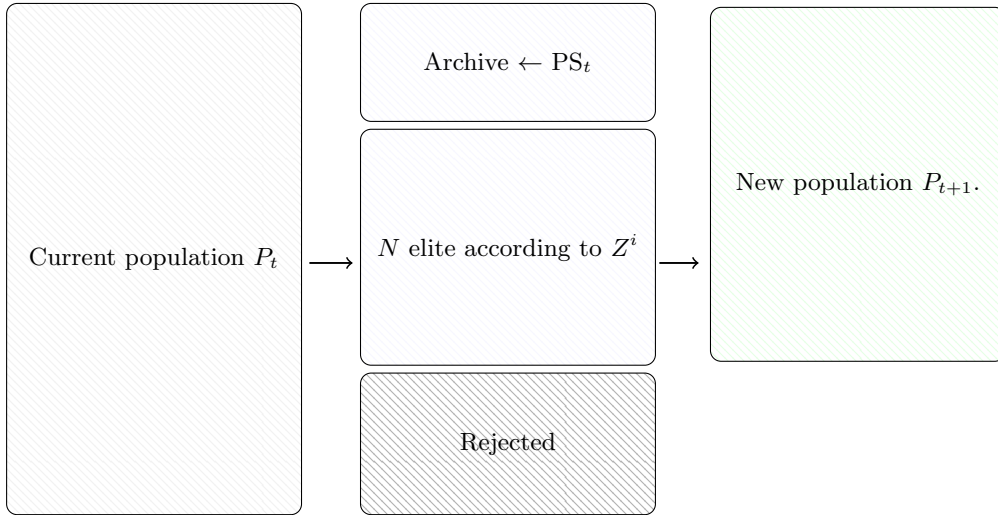 Current population P_t
Archive ← PS_t
N elite according to Z^i
Rejected
New population P_{t+1}.